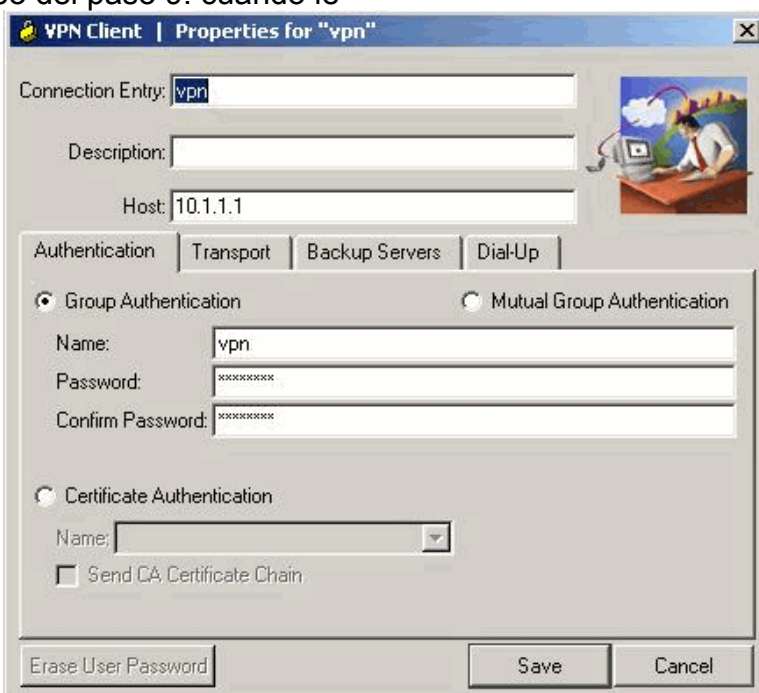 VPN Client | Properties for "vpn"
Connection Entry: vpn
Description:
Host: 10.1.1.1
Authentication Transport Backup Servers Dial-Up
Group Authentication Mutual Group Authentication
Name: vpn
Password: ********
Confirm Password: ********
Certificate Authentication
Name:
Send CA Certificate Chain
Erase User Password Save Cancel